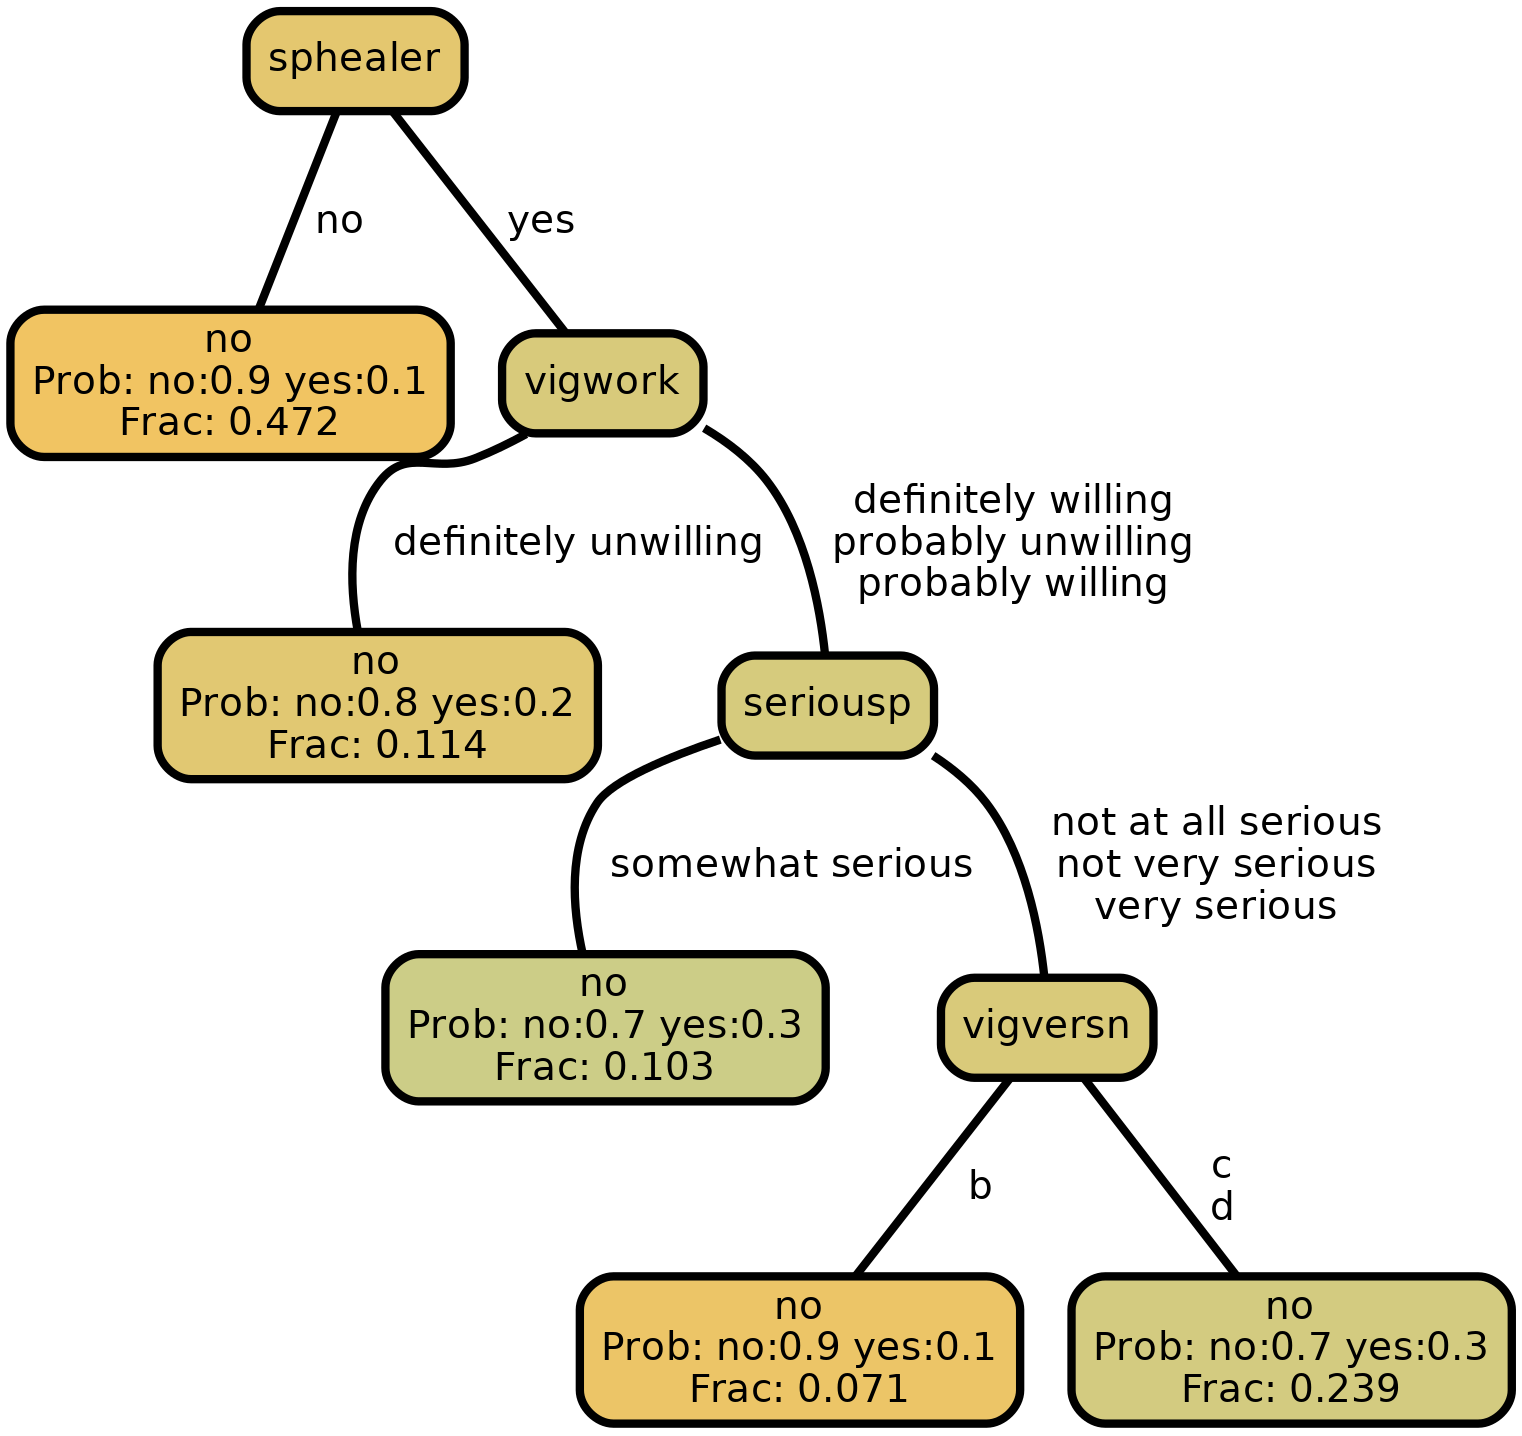 sphealer
no
yes
no
Prob: no:0.9 yes:0.1
Frac: 0.472
vigwork
definitely unwilling
definitely willing
probably unwilling
probably willing
no
Prob: no:0.8 yes:0.2
Frac: 0.114
seriousp
somewhat serious
not at all serious
not very serious
very serious
no
Prob: no:0.7 yes:0.3
Frac: 0.103
vigversn
b
c
d
no
Prob: no:0.9 yes:0.1
Frac: 0.071
no
Prob: no:0.7 yes:0.3
Frac: 0.239